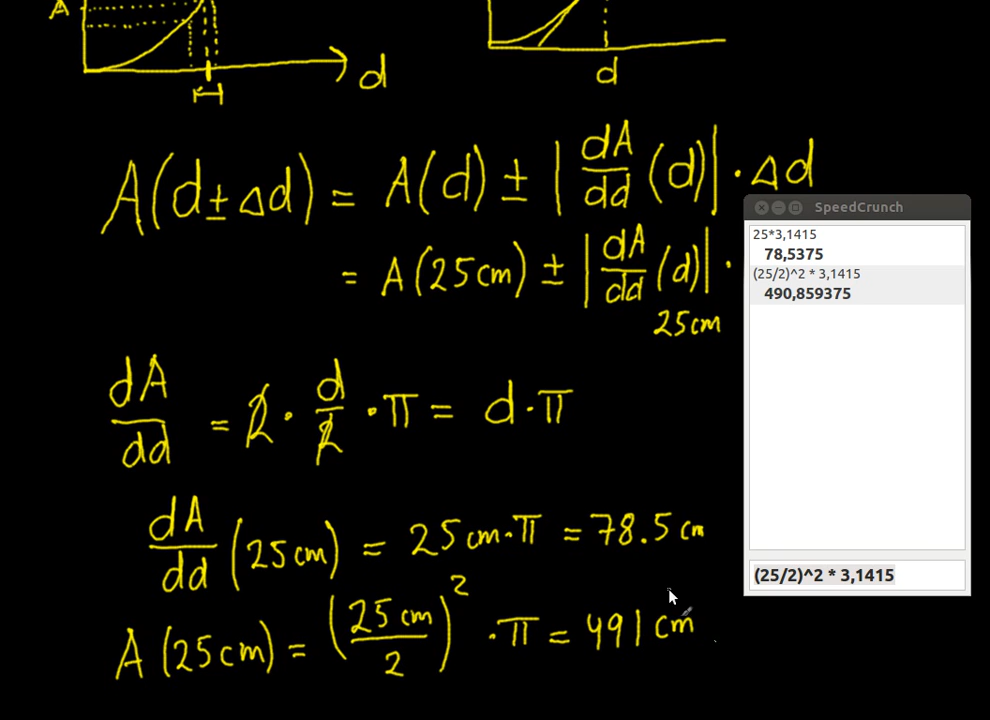 A
d
d
A(d±Δd) = A(d) ± |dA/dd (d)| · Δd
= A(25cm) ± |dA/dd (d)| ·
25cm
dA/dd = 2 · d/2 · π = d · π
dA/dd (25cm) = 25cm · π = 78.5 cm
A(25cm) = (25cm/2)² · π = 491 cm
SpeedCrunch
25*3,1415
78,5375
(25/2)^2 * 3,1415
490,859375
(25/2)^2 * 3,1415